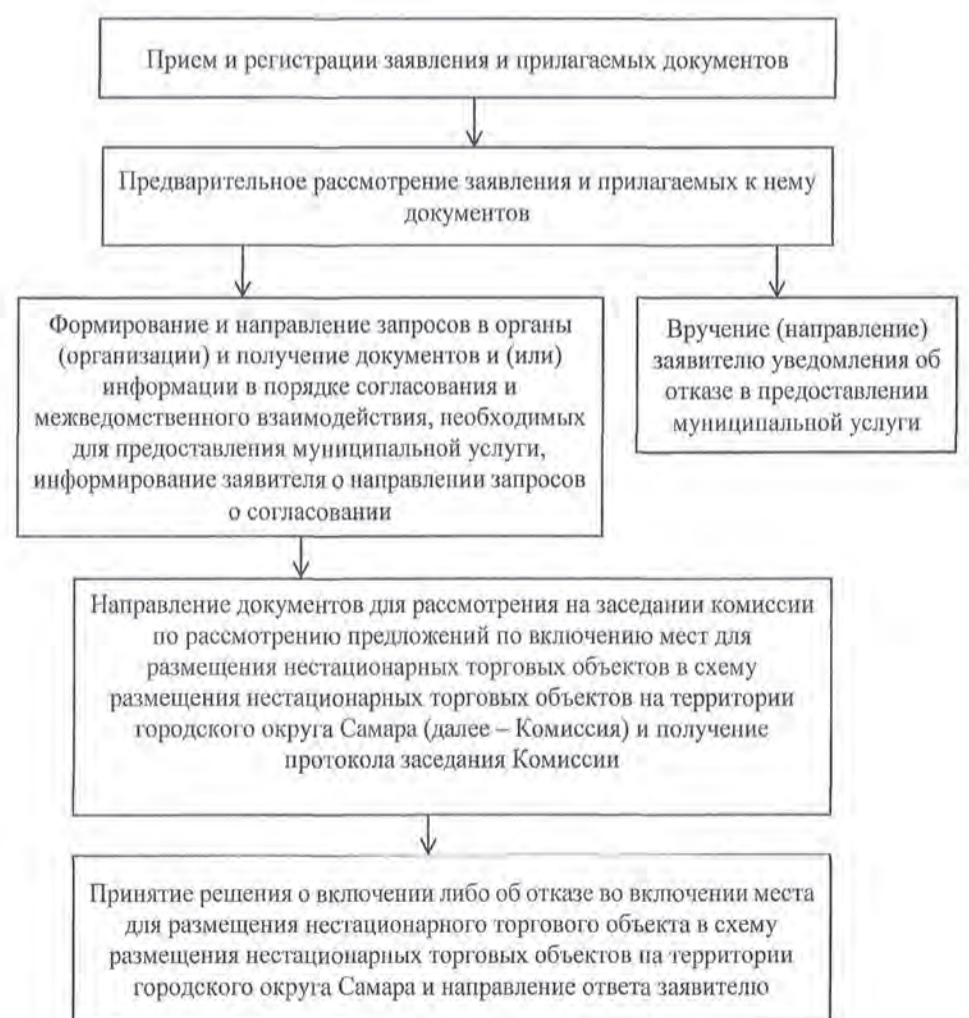 Прием и регистрации заявления и прилагаемых документов
Предварительное рассмотрение заявления и прилагаемых к нему
документов
Формирование и направление запросов в органы
(организации) и получение документов и (или)
информации в порядке согласования и
межведомственного взаимодействия, необходимых
для предоставления муниципальной услуги,
информирование заявителя о направлении запросов
о согласовании
Вручение (направление)
заявителю уведомления об
отказе в предоставлении
муниципальной услуги
Направление документов для рассмотрения на заседании комиссии
по рассмотрению предложений по включению мест для
размещения нестационарных торговых объектов в схему
размещения нестационарных торговых объектов на территории
городского округа Самара (далее – Комиссия) и получение
протокола заседания Комиссии
Принятие решения о включении либо об отказе во включении места
для размещения нестационарного торгового объекта в схему
размещения нестационарных торговых объектов на территории
городского округа Самара и направление ответа заявителю